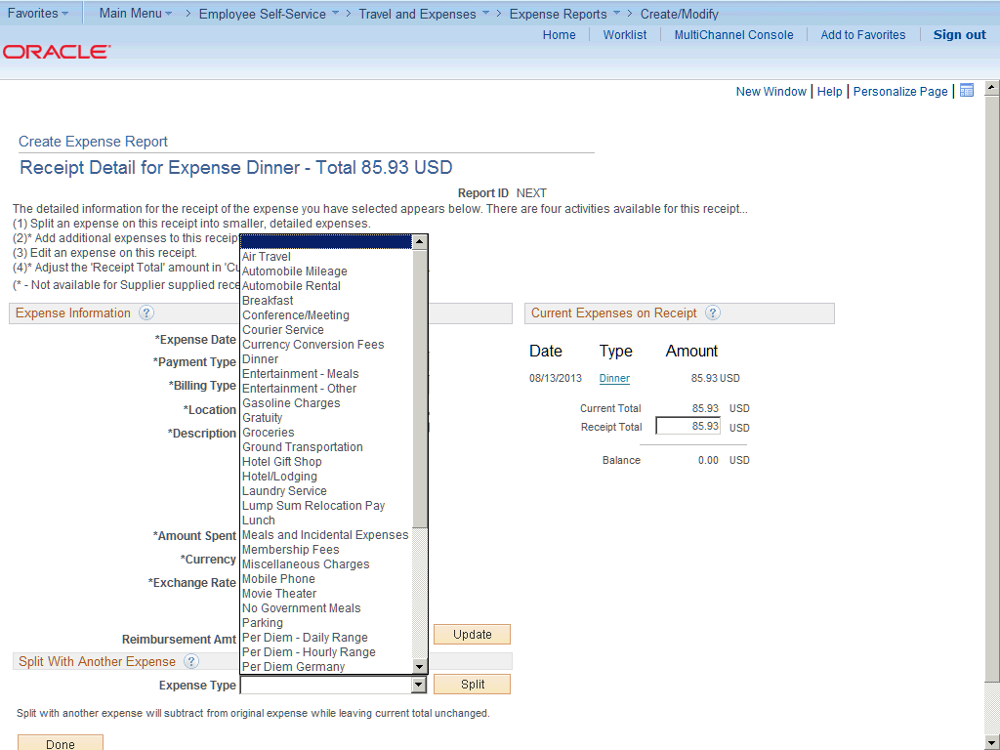 Favorites Main Menu > Employee Self-Service > Travel and Expenses > Expense Reports > Create/Modify
Home Worklist MultiChannel Console Add to Favorites Sign out
ORACLE
New Window Help Personalize Page
Create Expense Report
Receipt Detail for Expense Dinner - Total 85.93 USD
Report ID NEXT
The detailed information for the receipt of the expense you have selected appears below. There are four activities available for this receipt...
(1) Split an expense on this receipt into smaller, detailed expenses.
(2)* Add additional expenses to this receip
(3) Edit an expense on this receipt.
(4)* Adjust the 'Receipt Total' amount in 'Cu
(* - Not available for Supplier supplied rece
Expense Information ?
*Expense Date
*Payment Type
*Billing Type
*Location
*Description
*Amount Spent
*Currency
*Exchange Rate
Reimbursement Amt
Air Travel
Automobile Mileage
Automobile Rental
Breakfast
Conference/Meeting
Courier Service
Currency Conversion Fees
Dinner
Entertainment - Meals
Entertainment - Other
Gasoline Charges
Gratuity
Groceries
Ground Transportation
Hotel Gift Shop
Hotel/Lodging
Laundry Service
Lump Sum Relocation Pay
Lunch
Meals and Incidental Expenses
Membership Fees
Miscellaneous Charges
Mobile Phone
Movie Theater
No Government Meals
Parking
Per Diem - Daily Range
Per Diem - Hourly Range
Per Diem Germany
Update
Current Expenses on Receipt ?
Date Type Amount
08/13/2013 Dinner 85.93 USD
Current Total 85.93 USD
Receipt Total 85.93 USD
Balance 0.00 USD
Split With Another Expense ?
Expense Type Split
Split with another expense will subtract from original expense while leaving current total unchanged.
Done